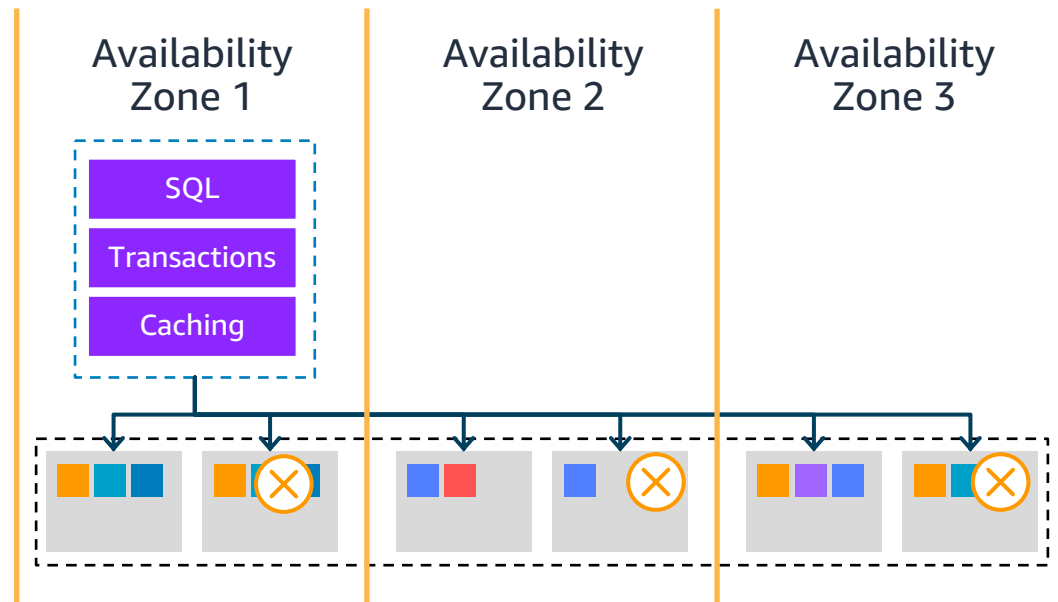 Availability
Zone 1
Availability
Zone 2
Availability
Zone 3
SQL
Transactions
Caching